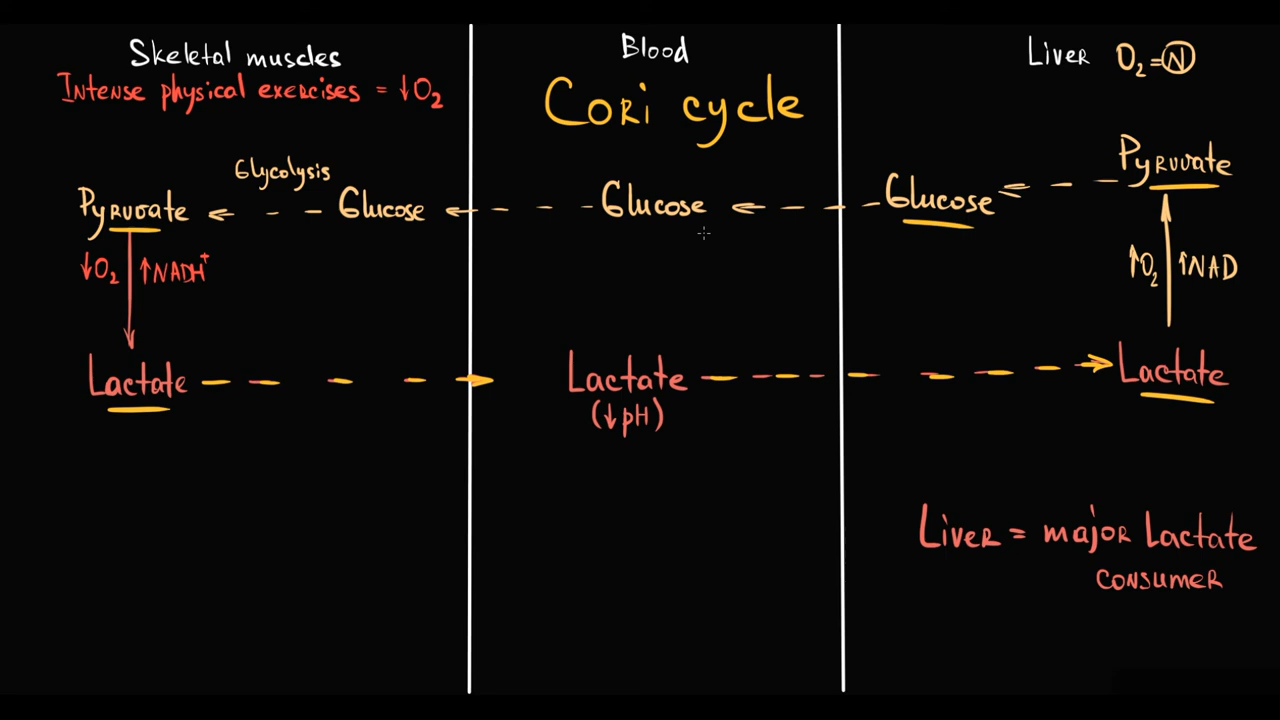 Skeletal muscles
Intense physical exercises = ↓O₂
Blood
Cori cycle
Liver O₂=N
Glycolysis
Pyruvate
Glucose
Glucose
Glucose
Pyruvate
↓O₂ ↑NADH⁺
↑O₂ ↑NAD
Lactate
Lactate
(↓pH)
Lactate
Liver = major Lactate
consumer